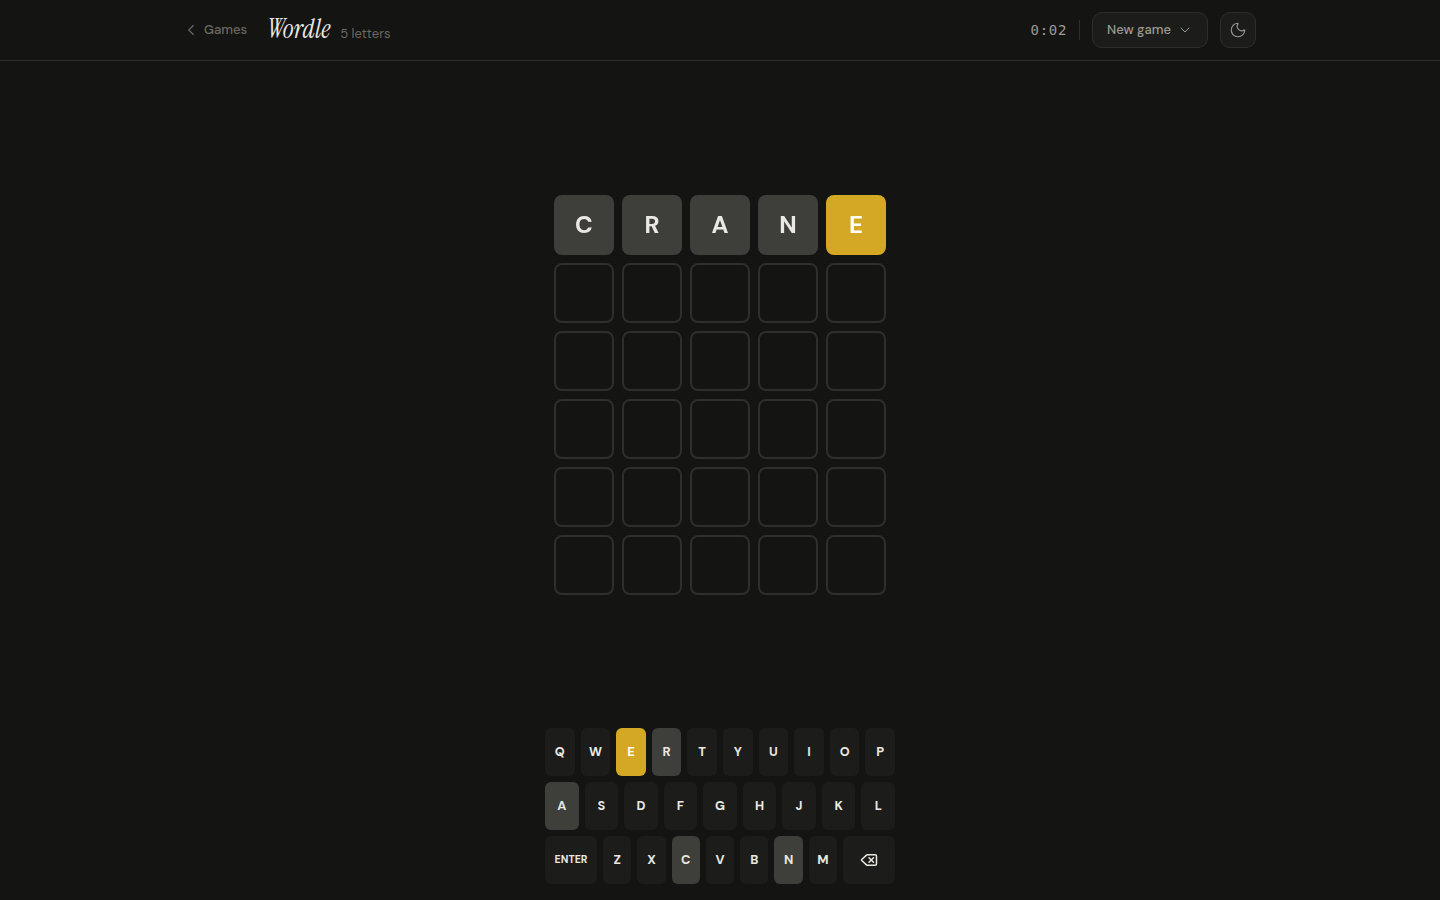 Games
Wordle
5 letters
0:02
New game
C R A N E
Q W E R T Y U I O P
A S D F G H J K L
ENTER Z X C V B N M